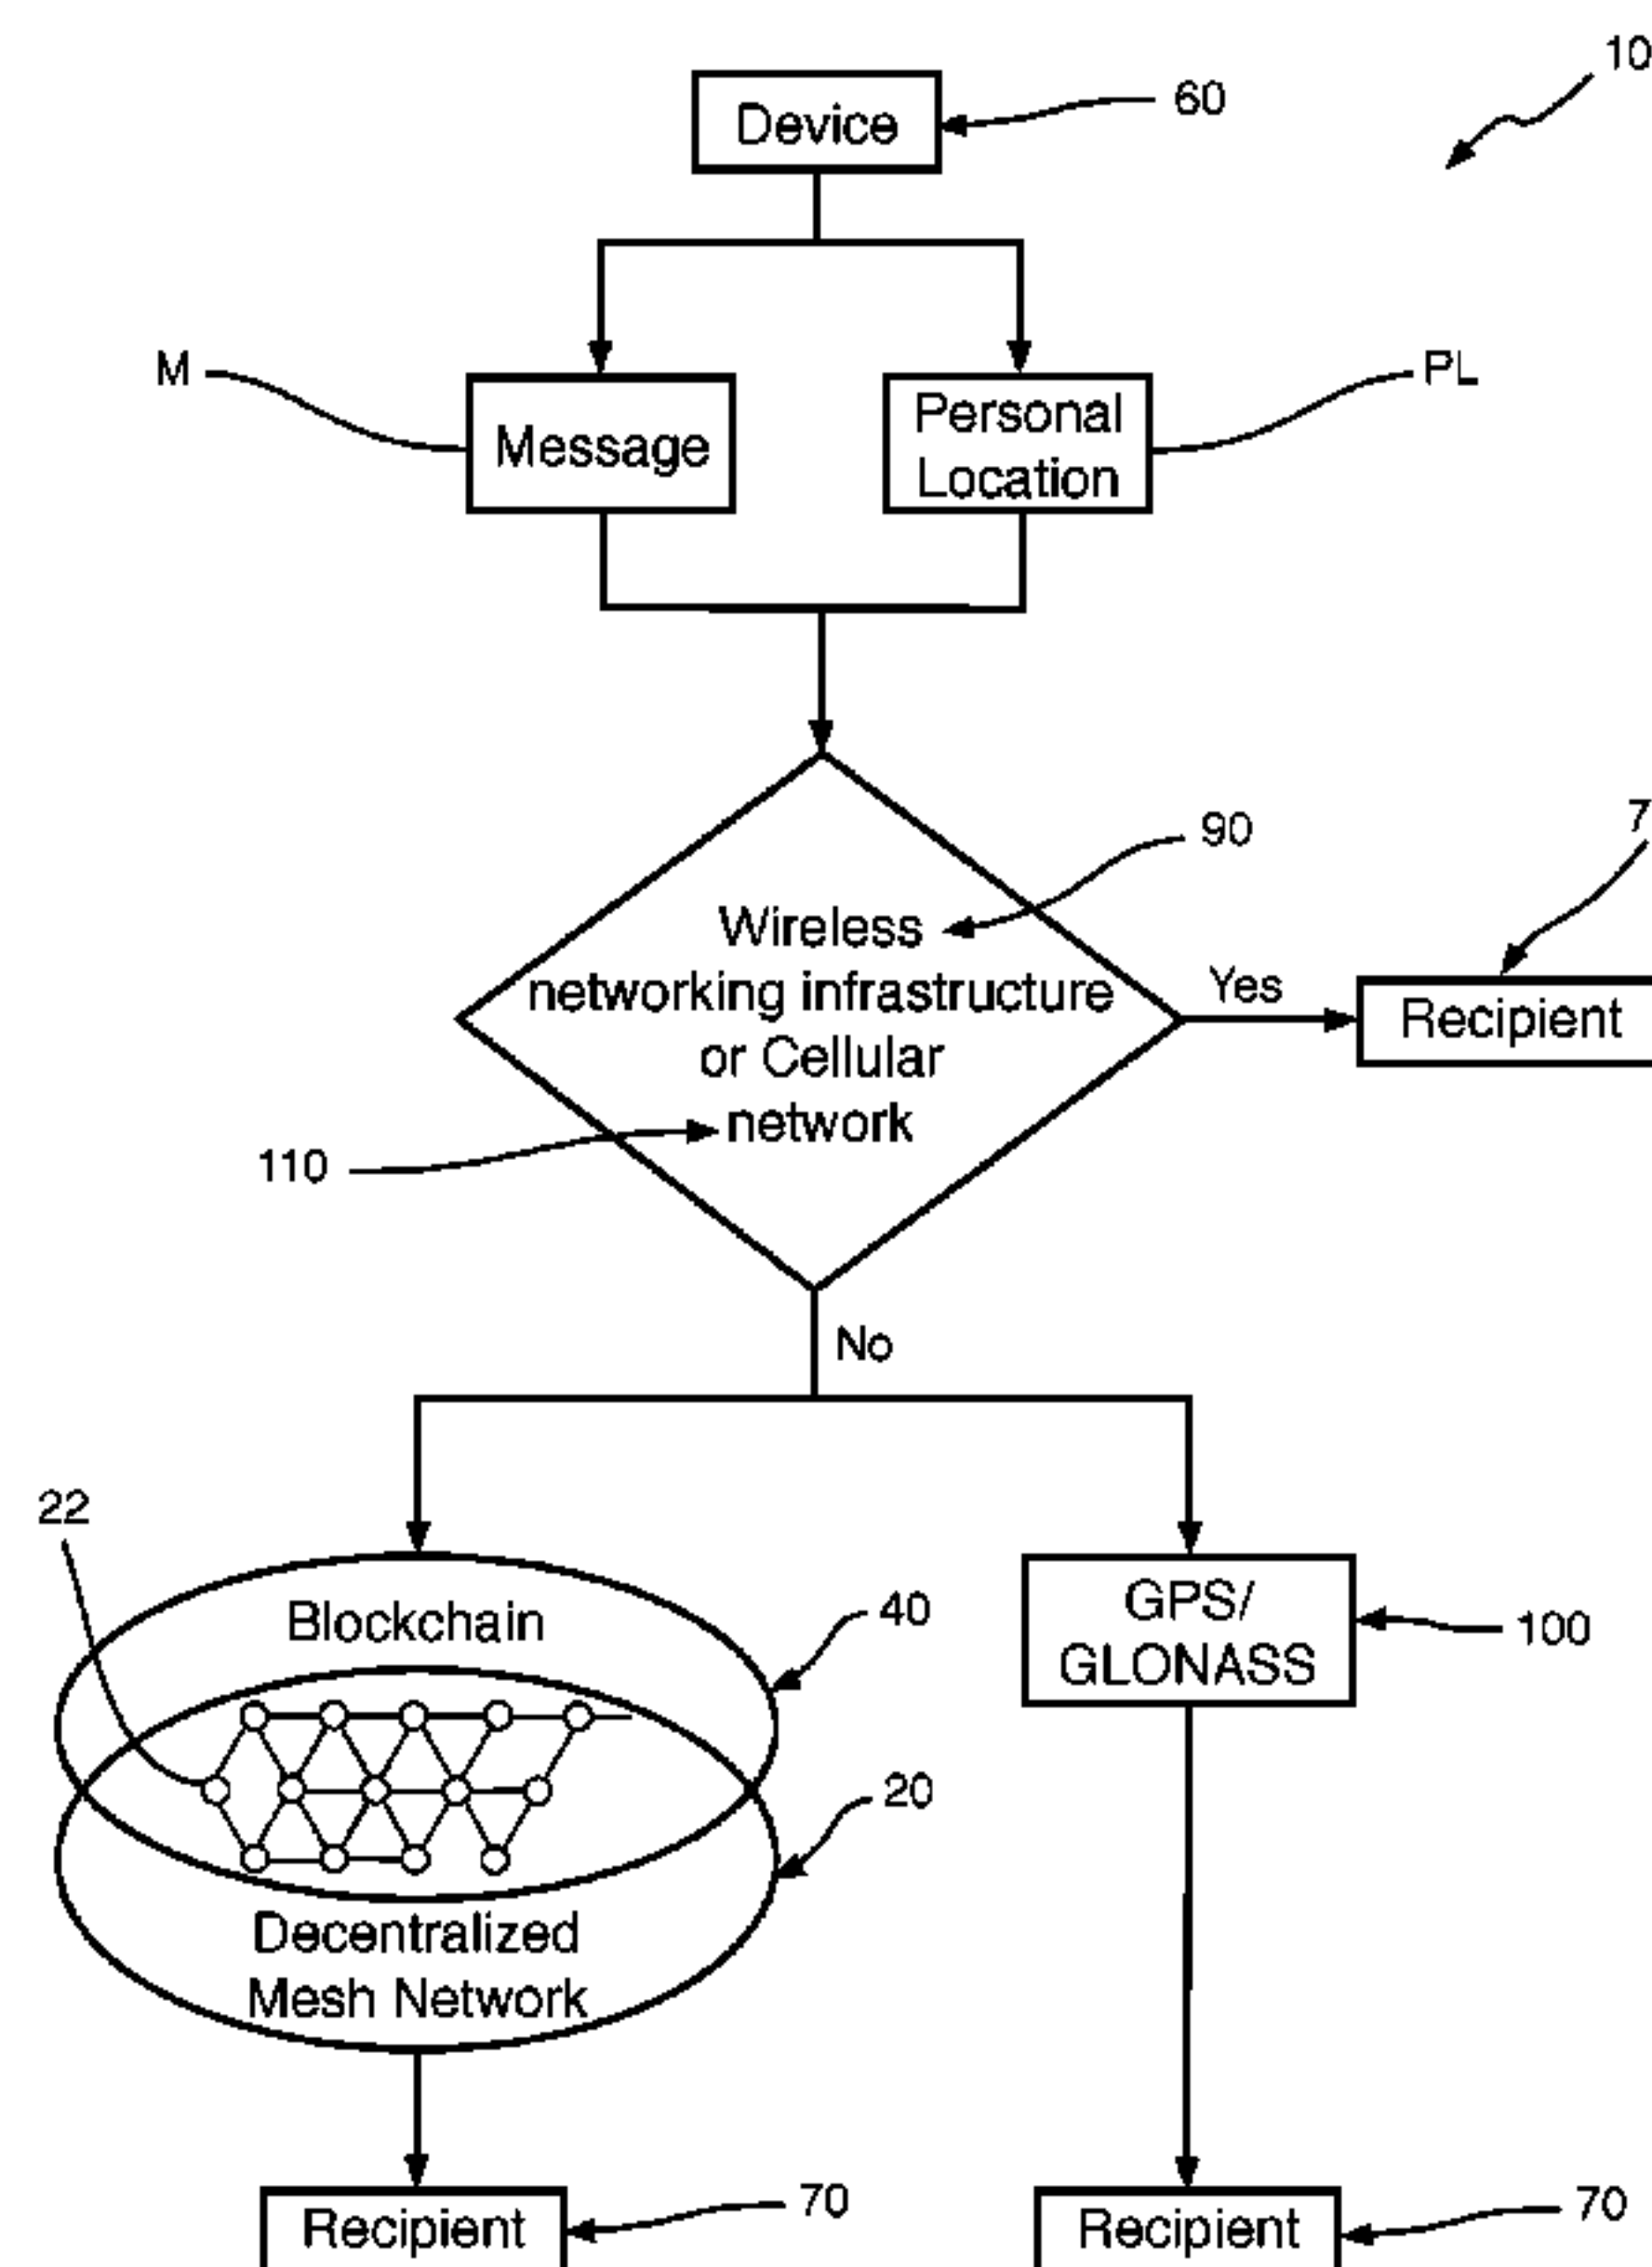 10
Device
60
M
Message
Personal
Location
PL
90
Wireless
networking infrastructure
or Cellular
network
110
Yes
7
Recipient
No
22
Blockchain
40
GPS/
GLONASS
100
20
Decentralized
Mesh Network
Recipient
70
Recipient
70